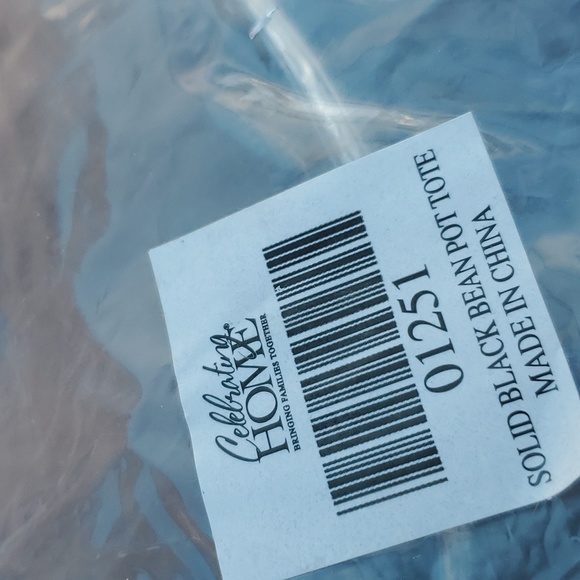 Celebrating
HOME®
BRINGING FAMILIES TOGETHER
01251
SOLID BLACK BEAN POT TOTE
MADE IN CHINA